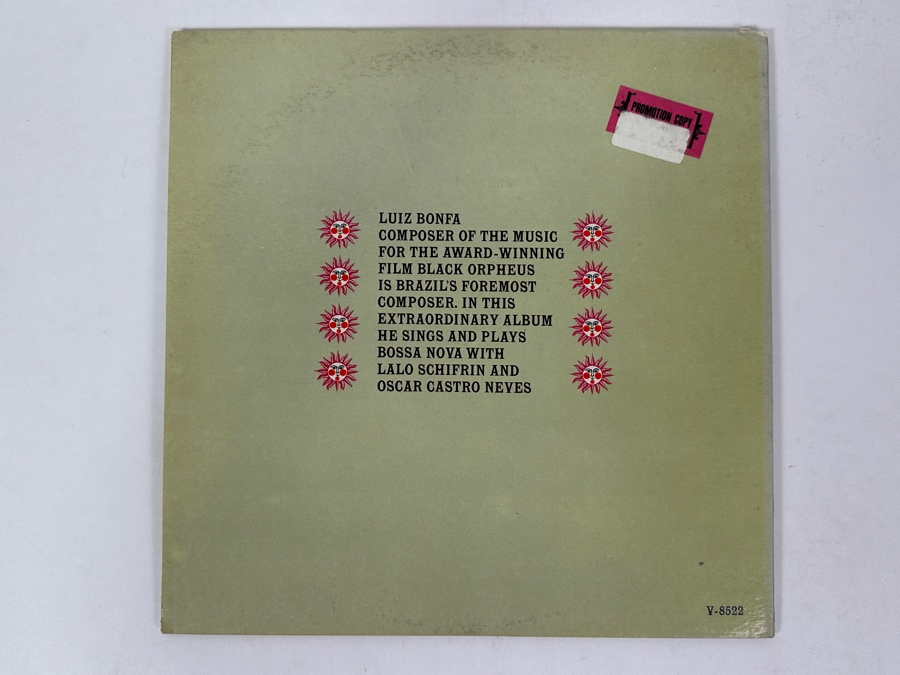 PROMOTION COPY
LUIZ BONFA
COMPOSER OF THE MUSIC
FOR THE AWARD-WINNING
FILM BLACK ORPHEUS
IS BRAZIL'S FOREMOST
COMPOSER. IN THIS
EXTRAORDINARY ALBUM
HE SINGS AND PLAYS
BOSSA NOVA WITH
LALO SCHIFRIN AND
OSCAR CASTRO NEVES
V-8522